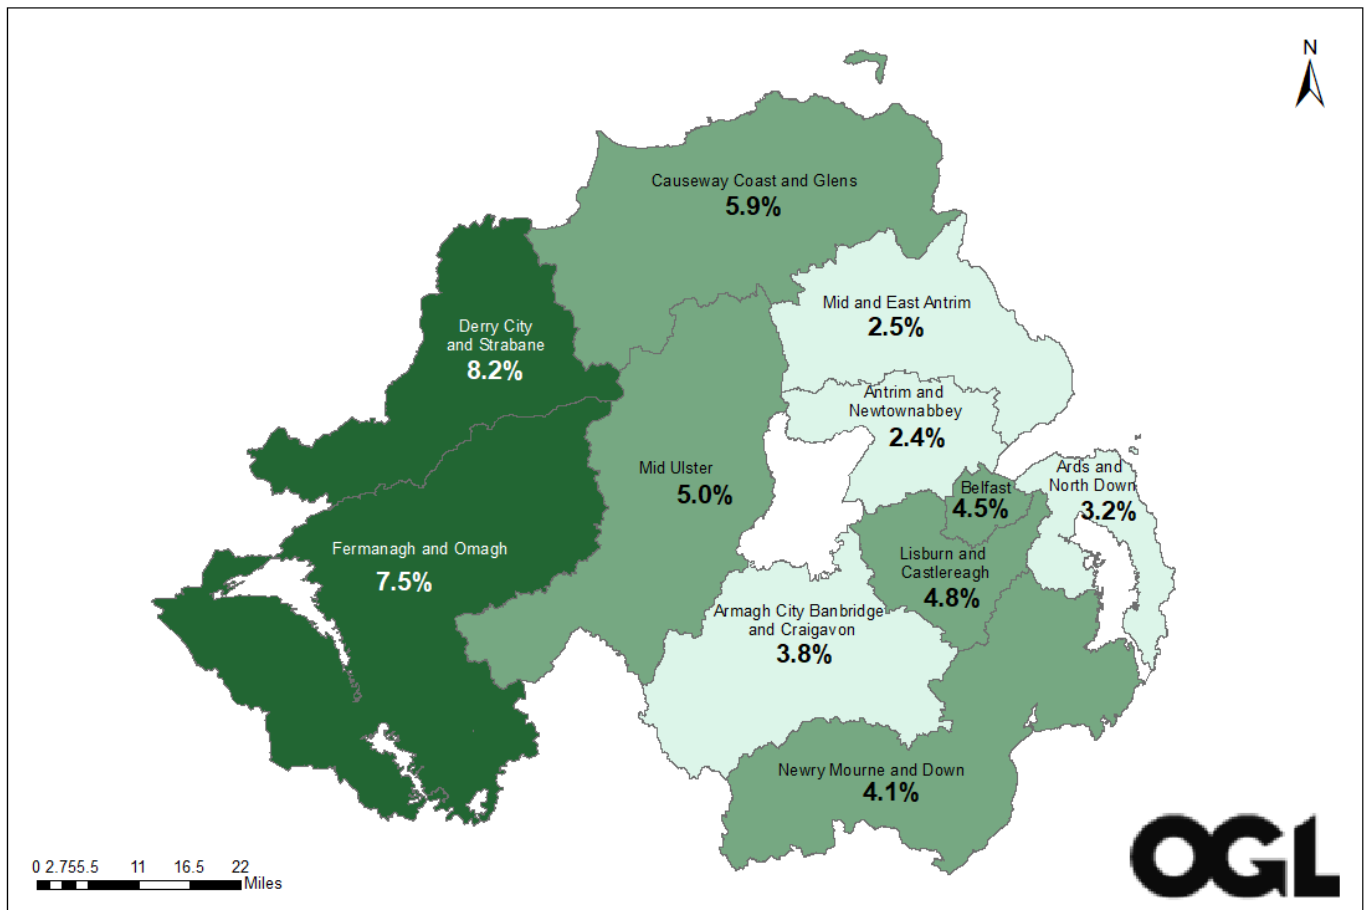 N
Causeway Coast and Glens
5.9%
Mid and East Antrim
2.5%
Derry City
and Strabane
8.2%
Antrim and
Newtownabbey
2.4%
Mid Ulster
5.0%
Belfast
4.5%
Ards and
North Down
3.2%
Fermanagh and Omagh
7.5%
Lisburn and
Castlereagh
4.8%
Armagh City Banbridge
and Craigavon
3.8%
Newry Mourne and Down
4.1%
0 2.755.5 11 16.5 22
Miles
OGL